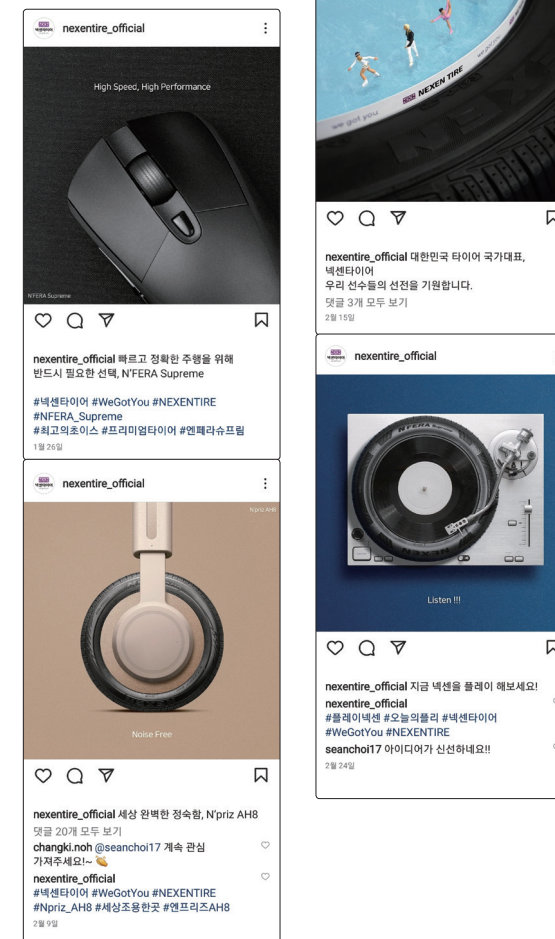 nexentire_official
High Speed, High Performance
N'FERA Supreme
nexentire_official 빠르고 정확한 주행을 위해
반드시 필요한 선택, N'FERA Supreme
#넥센타이어 #WeGotYou #NEXENTIRE
#NFERA_Supreme
#최고의초이스 #프리미엄타이어 #엔페라슈프림
1월 26일
nexentire_official
N'priz AH8
Noise Free
nexentire_official 세상 완벽한 정숙함, N'priz AH8
댓글 20개 모두 보기
changki.noh @seanchoi17 계속 관심
가져주세요!~ 👏
nexentire_official
#넥센타이어 #WeGotYou #NEXENTIRE
#Npriz_AH8 #세상조용한곳 #엔프리즈AH8
2월 9일
we got you
NEXEN TIRE
we got you
nexentire_official 대한민국 타이어 국가대표,
넥센타이어
우리 선수들의 선전을 기원합니다.
댓글 3개 모두 보기
2월 15일
nexentire_official
N'FERA
NEXEN
Listen !!!
nexentire_official 지금 넥센을 플레이 해보세요!
nexentire_official
#플레이넥센 #오늘의플리 #넥센타이어
#WeGotYou #NEXENTIRE
seanchoi17 아이디어가 신선하네요!!
2월 24일